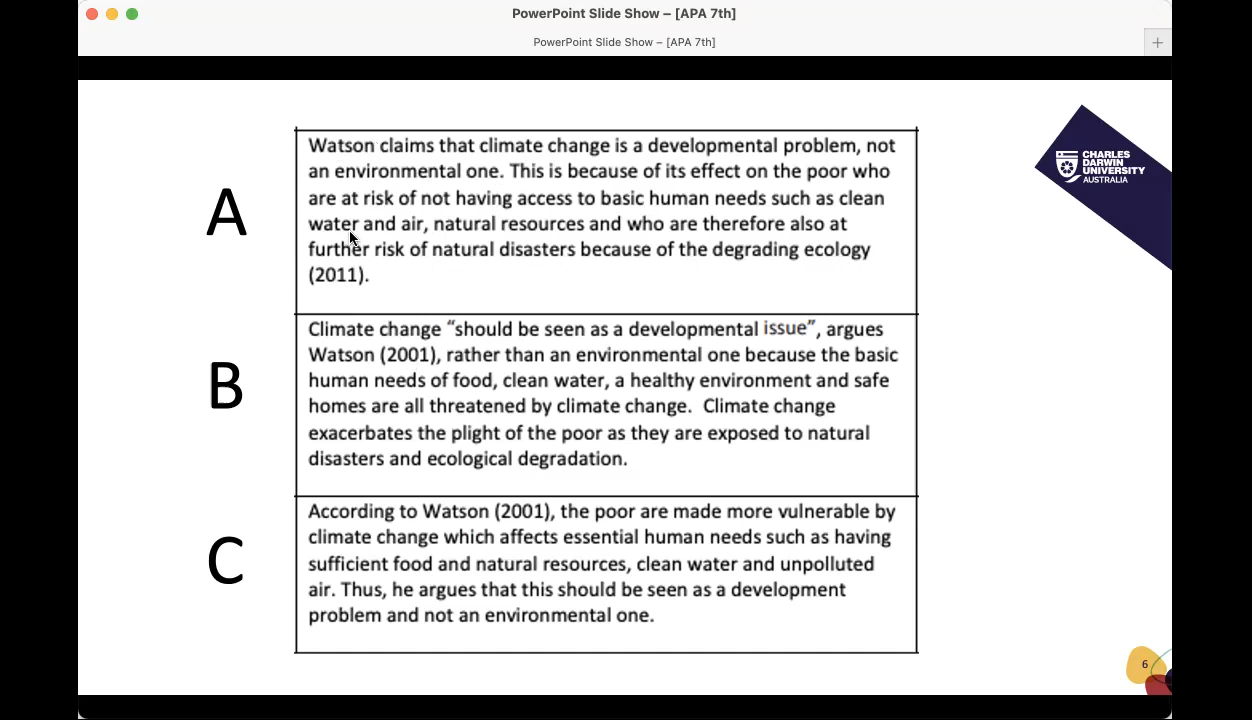 PowerPoint Slide Show – [APA 7th]
PowerPoint Slide Show – [APA 7th]
CHARLES
DARWIN
UNIVERSITY
AUSTRALIA
A
Watson claims that climate change is a developmental problem, not
an environmental one. This is because of its effect on the poor who
are at risk of not having access to basic human needs such as clean
water and air, natural resources and who are therefore also at
further risk of natural disasters because of the degrading ecology
(2011).
B
Climate change “should be seen as a developmental issue”, argues
Watson (2001), rather than an environmental one because the basic
human needs of food, clean water, a healthy environment and safe
homes are all threatened by climate change.  Climate change
exacerbates the plight of the poor as they are exposed to natural
disasters and ecological degradation.
C
According to Watson (2001), the poor are made more vulnerable by
climate change which affects essential human needs such as having
sufficient food and natural resources, clean water and unpolluted
air. Thus, he argues that this should be seen as a development
problem and not an environmental one.
6